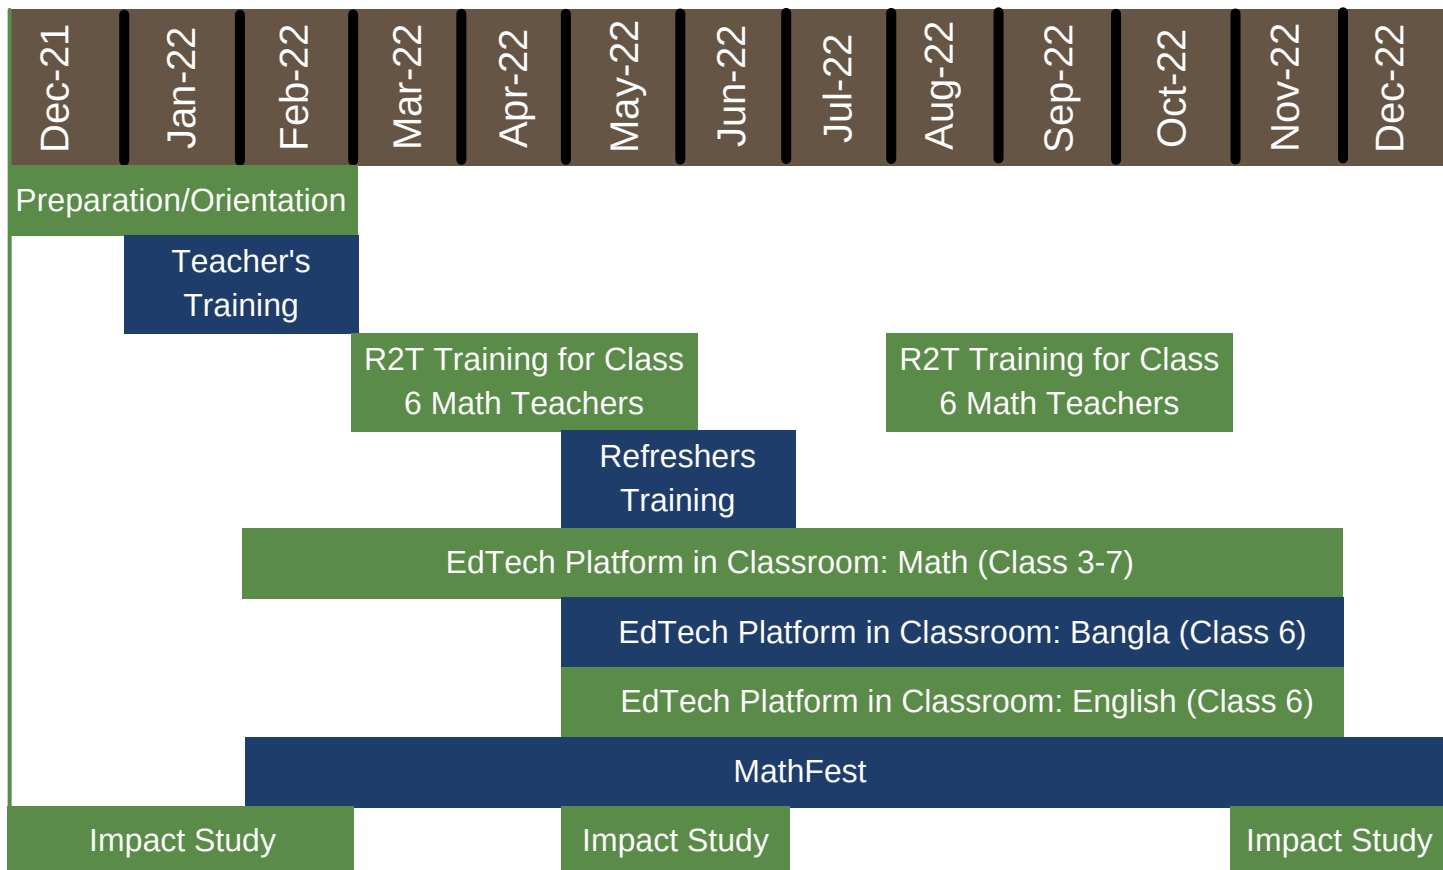 Dec-21
Jan-22
Feb-22
Mar-22
Apr-22
May-22
Jun-22
Jul-22
Aug-22
Sep-22
Oct-22
Nov-22
Dec-22
Preparation/Orientation
Teacher's
Training
R2T Training for Class
6 Math Teachers
R2T Training for Class
6 Math Teachers
Refreshers
Training
EdTech Platform in Classroom: Math (Class 3-7)
EdTech Platform in Classroom: Bangla (Class 6)
EdTech Platform in Classroom: English (Class 6)
MathFest
Impact Study
Impact Study
Impact Study